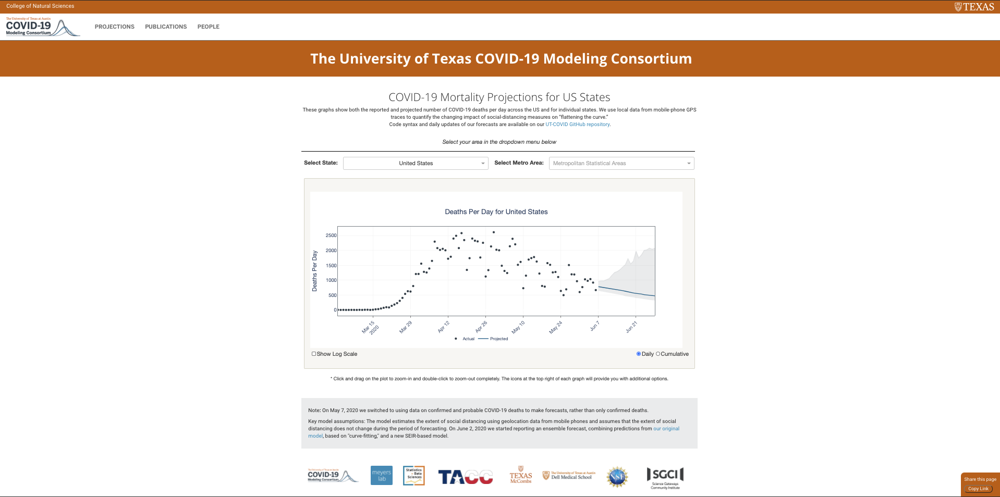 College of Natural Sciences
TEXAS
The University of Texas at Austin
COVID-19
Modeling Consortium
PROJECTIONS PUBLICATIONS PEOPLE
The University of Texas COVID-19 Modeling Consortium
COVID-19 Mortality Projections for US States
These graphs show both the reported and projected number of COVID-19 deaths per day across the US and for individual states. We use local data from mobile-phone GPS
traces to quantify the changing impact of social-distancing measures on “flattening the curve.”
Code syntax and daily updates of our forecasts are available on our UT-COVID GitHub repository.
Select your area in the dropdown menu below
Select State: United States Select Metro Area: Metropolitan Statistical Areas
Deaths Per Day for United States
Deaths Per Day
2500
2000
1500
1000
500
0
Mar 15
2020
Mar 29
Apr 12
Apr 26
May 10
May 24
Jun 7
Jun 21
Actual Projected
Show Log Scale Daily Cumulative
* Click and drag on the plot to zoom-in and double-click to zoom-out completely. The icons at the top right of each graph will provide you with additional options.
Note: On May 7, 2020 we switched to using data on confirmed and probable COVID-19 deaths to make forecasts, rather than only confirmed deaths.
Key model assumptions: The model estimates the extent of social distancing using geolocation data from mobile phones and assumes that the extent of social
distancing does not change during the period of forecasting. On June 2, 2020 we started reporting an ensemble forecast, combining predictions from our original
model, based on "curve-fitting," and a new SEIR-based model.
The University of Texas at Austin
COVID-19
Modeling Consortium
meyers
lab
Statistics
+ Data
Sciences
TACC
TEXAS
McCombs
The University of Texas at Austin
Dell Medical School
NSF
SGCI
Science Gateways
Community Institute
Share this page
Copy Link